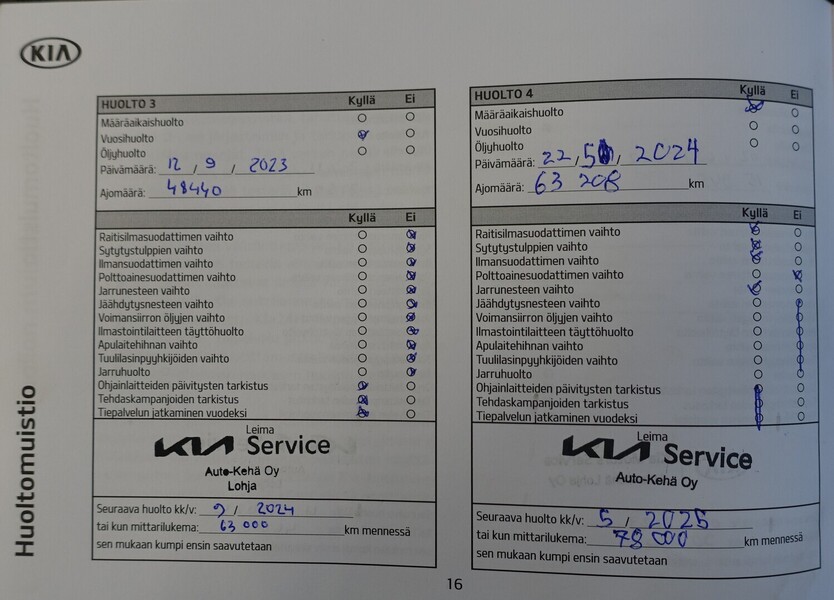 KIA
Huoltomuistio
HUOLTO 3 Kyllä Ei
Määräaikaishuolto
Vuosihuolto
Öljyhuolto
Päivämäärä: 12 / 9 / 2023
Ajomäärä: 48440 km
Kyllä Ei
Raitisilmasuodattimen vaihto
Sytytystulppien vaihto
Ilmansuodattimen vaihto
Polttoainesuodattimen vaihto
Jarrunesteen vaihto
Jäähdytysnesteen vaihto
Voimansiirron öljyjen vaihto
Ilmastointilaitteen täyttöhuolto
Apulaitehihnan vaihto
Tuulilasinpyyhkijöiden vaihto
Jarruhuolto
Ohjainlaitteiden päivitysten tarkistus
Tehdaskampanjoiden tarkistus
Tiepalvelun jatkaminen vuodeksi
Leima
KIA Service
Auto-Kehä Oy
Lohja
Seuraava huolto kk/v: 9 / 2024
tai kun mittarilukema: 63 000 km mennessä
sen mukaan kumpi ensin saavutetaan
HUOLTO 4 Kyllä Ei
Määräaikaishuolto
Vuosihuolto
Öljyhuolto
Päivämäärä: 22 / 5 / 2024
Ajomäärä: 63 208 km
Kyllä Ei
Raitisilmasuodattimen vaihto
Sytytystulppien vaihto
Ilmansuodattimen vaihto
Polttoainesuodattimen vaihto
Jarrunesteen vaihto
Jäähdytysnesteen vaihto
Voimansiirron öljyjen vaihto
Ilmastointilaitteen täyttöhuolto
Apulaitehihnan vaihto
Tuulilasinpyyhkijöiden vaihto
Jarruhuolto
Ohjainlaitteiden päivitysten tarkistus
Tehdaskampanjoiden tarkistus
Tiepalvelun jatkaminen vuodeksi
Leima
KIA Service
Auto-Kehä Oy
Seuraava huolto kk/v: 5 / 2025
tai kun mittarilukema: 78 000 km mennessä
sen mukaan kumpi ensin saavutetaan
16